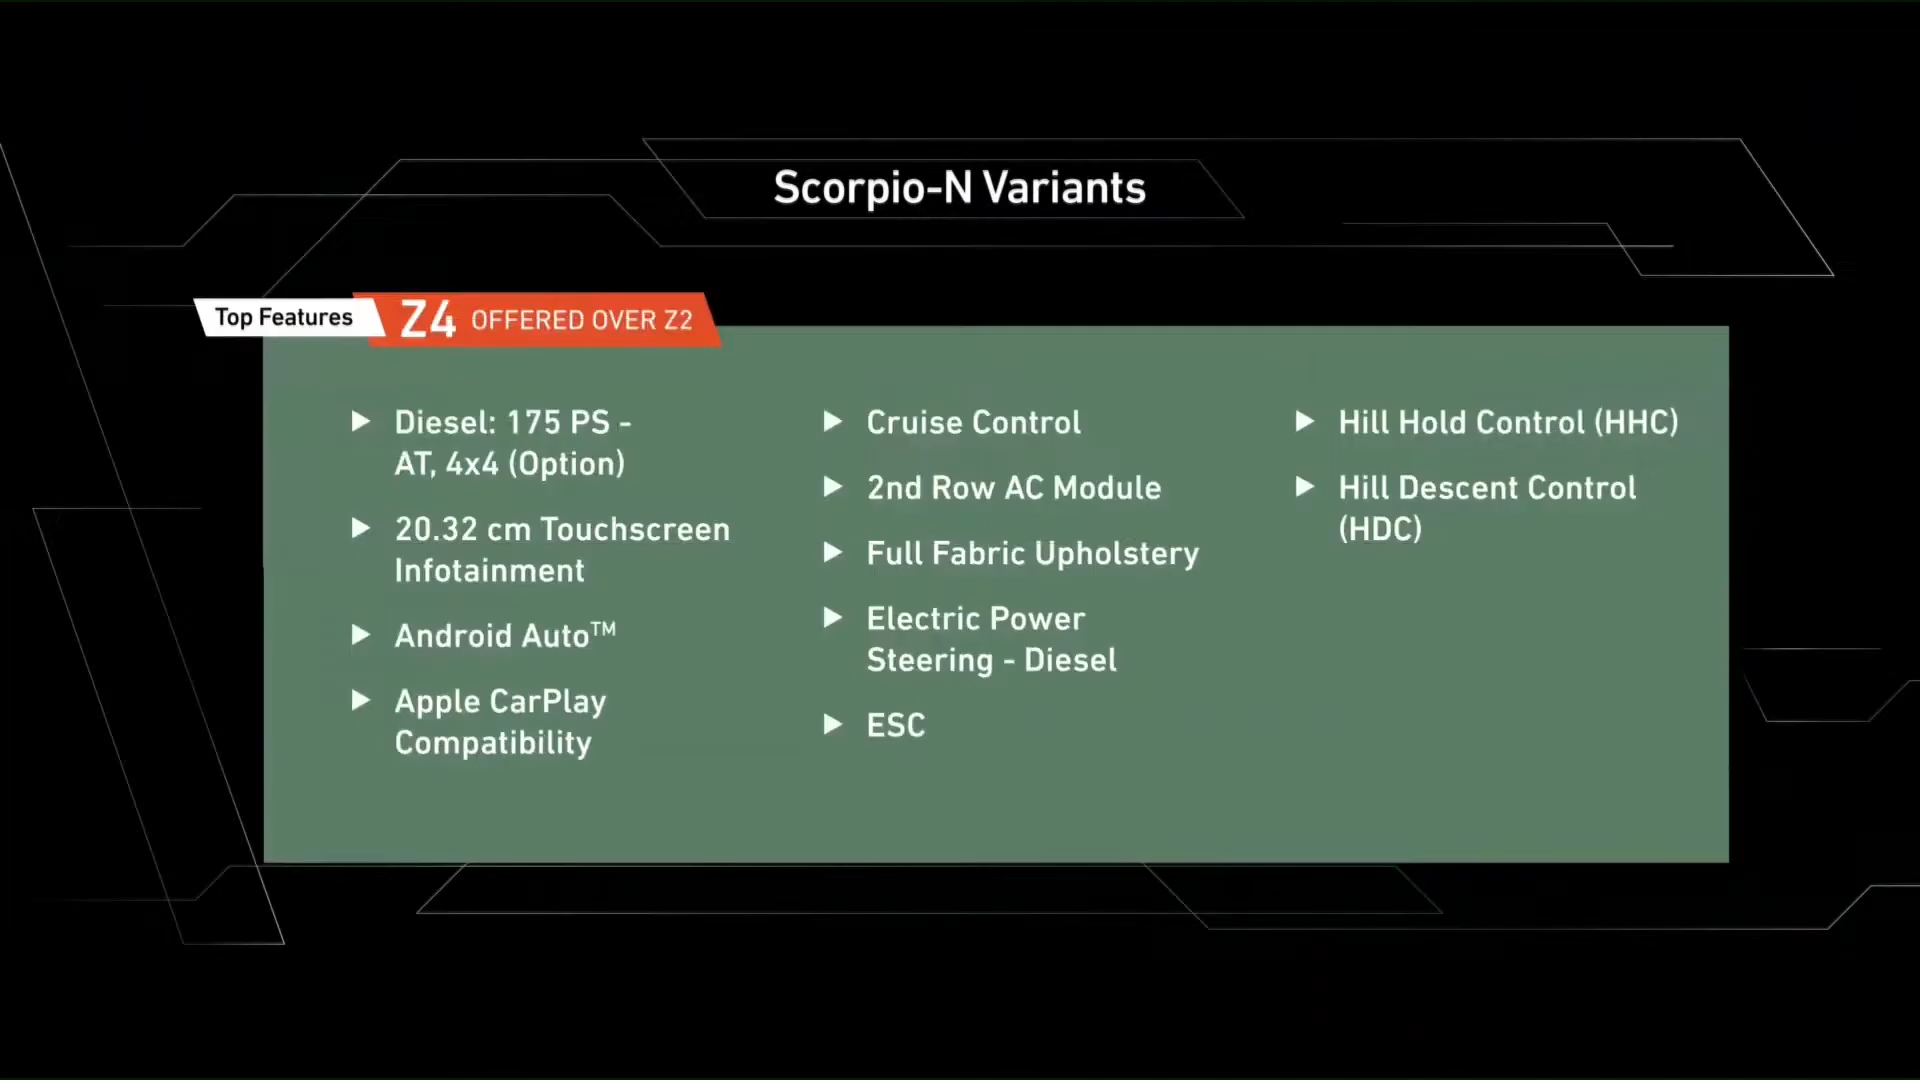 Scorpio-N Variants
Top Features
Z4 OFFERED OVER Z2
Diesel: 175 PS -
AT, 4x4 (Option)
20.32 cm Touchscreen
Infotainment
Android Auto™
Apple CarPlay
Compatibility
Cruise Control
2nd Row AC Module
Full Fabric Upholstery
Electric Power
Steering - Diesel
ESC
Hill Hold Control (HHC)
Hill Descent Control
(HDC)